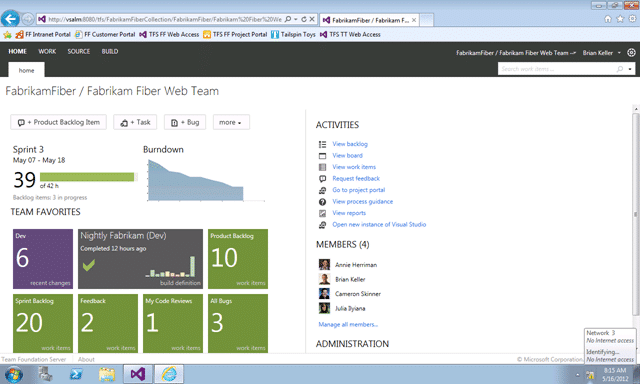 http://vsalm:8080/tfs/FabrikamFiberCollection/FabrikamFiber/Fabrikam%20Fiber%20We
FabrikamFiber / Fabrikam F...
FF Intranet Portal FF Customer Portal TFS FF Web Access TFS FF Project Portal Tailspin Toys TFS TT Web Access
HOME WORK SOURCE BUILD
FabrikamFiber / Fabrikam Fiber Web Team
Brian Keller
home
Search work items...
FabrikamFiber / Fabrikam Fiber Web Team
+ Product Backlog Item
+ Task
+ Bug
more
Sprint 3
May 07 - May 18
39
of 42 h
Backlog items: 3 in progress
Burndown
TEAM FAVORITES
Dev
6
recent changes
Nightly Fabrikam (Dev)
Completed 12 hours ago
build definition
Product Backlog
10
work items
Sprint Backlog
20
work items
Feedback
2
work items
My Code Reviews
1
work items
All Bugs
3
work items
ACTIVITIES
View backlog
View board
View work items
Request feedback
Go to project portal
View process guidance
View reports
Open new instance of Visual Studio
MEMBERS (4)
Annie Herriman
Brian Keller
Cameron Skinner
Julia Ilyiana
Manage all members...
ADMINISTRATION
Team Foundation Server
About
© Microsoft Corporation.
Network 3
No Internet access
Identifying...
No Internet access
8:15 AM
5/16/2012